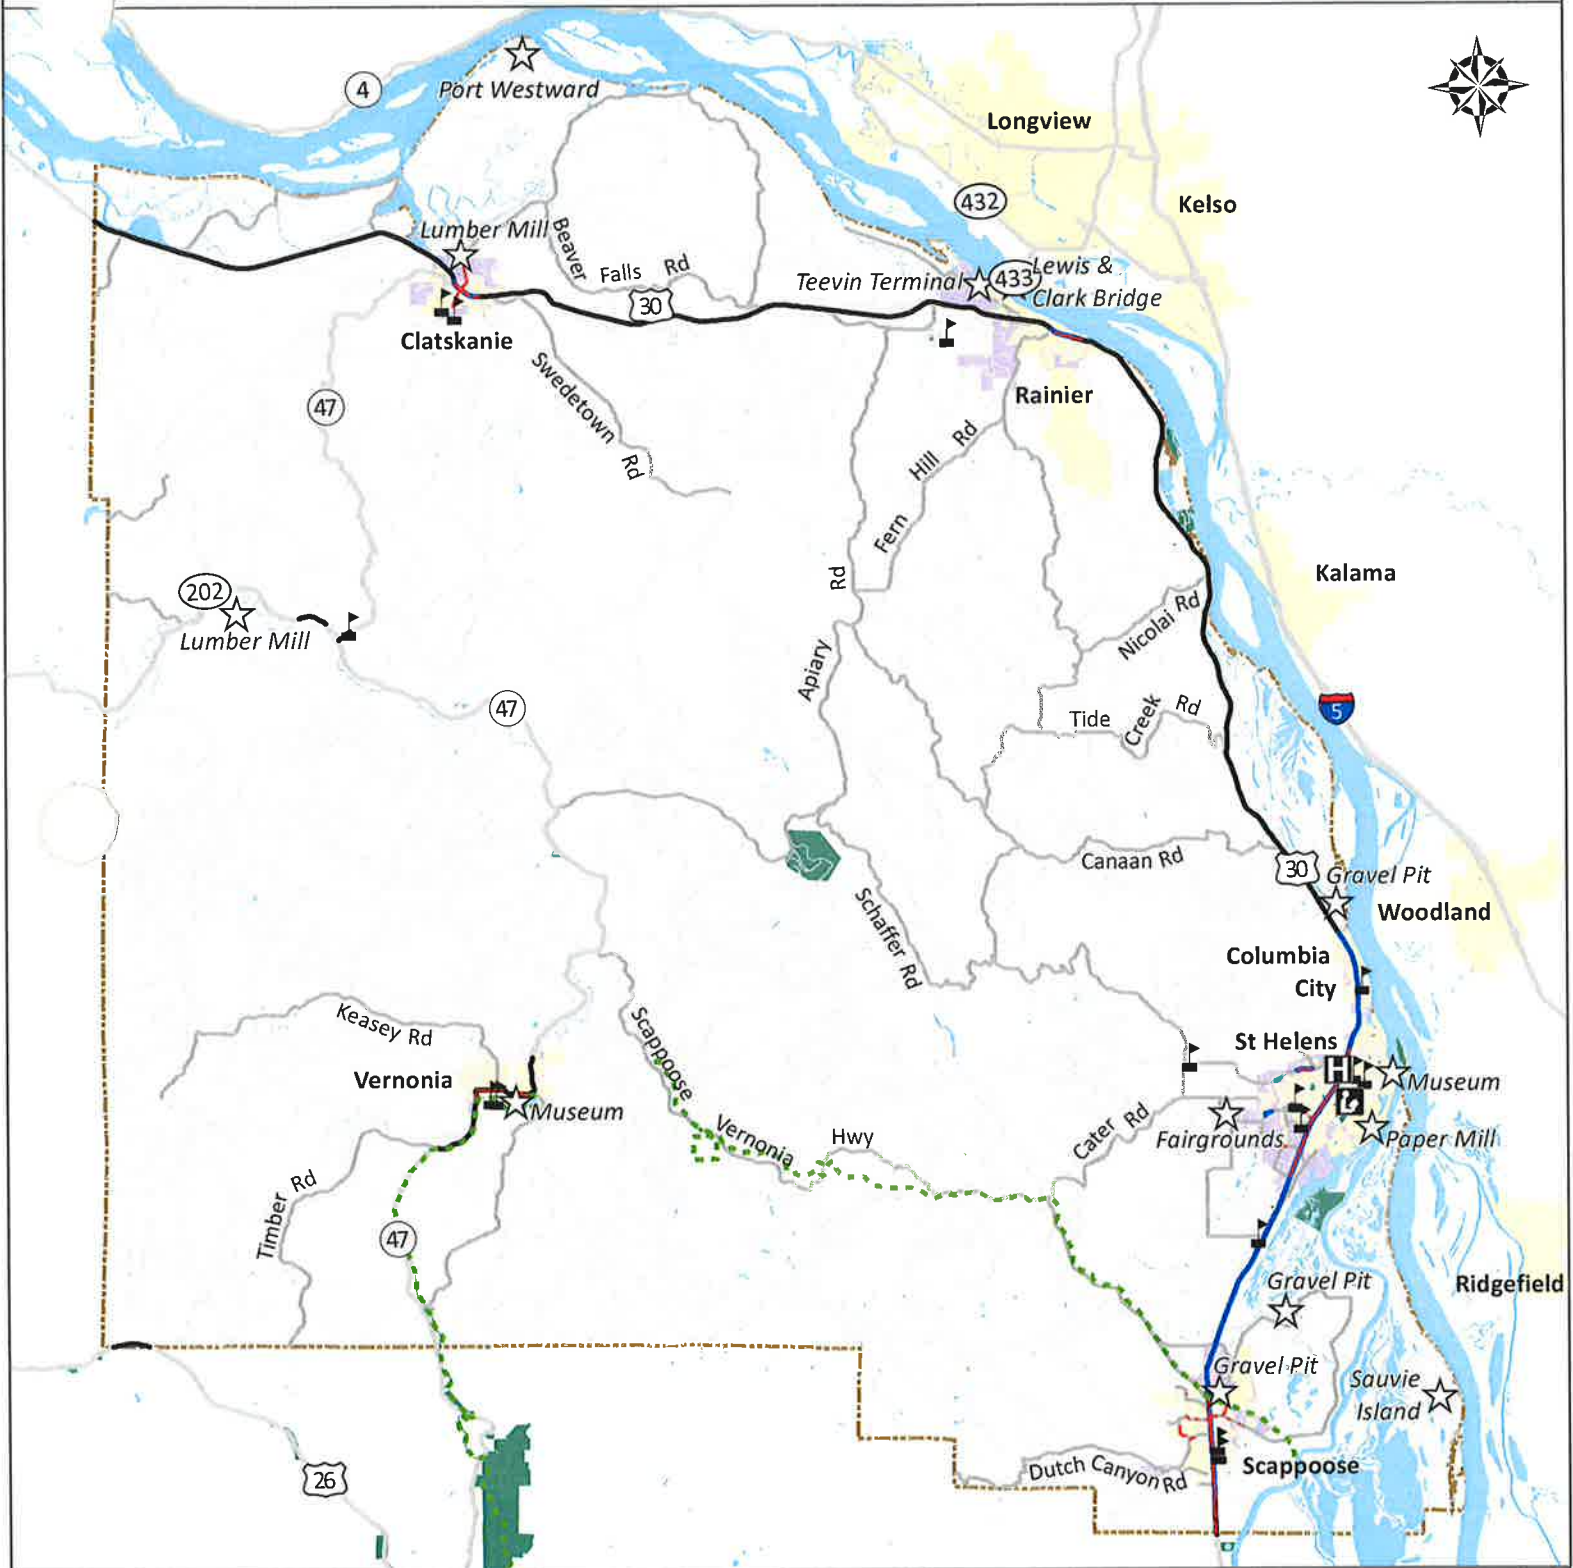 Port Westward
4
Longview
432
Kelso
Lumber Mill
Beaver
Falls Rd
30
Teevin Terminal
433
Lewis &
Clark Bridge
Clatskanie
Swedetown
Rd
Rainier
47
Hill Rd
Fern
Rd
Apiary
Kalama
202
Lumber Mill
Nicolai Rd
47
5
Tide
Creek
Rd
Canaan Rd
30
Gravel Pit
Woodland
Schaffer Rd
Columbia
City
Keasey Rd
Scappoose
Vernonia
Hwy
St Helens
H
Vernonia
Museum
Museum
Cater Rd
Fairgrounds
Paper Mill
Timber Rd
47
Gravel Pit
Ridgefield
Gravel Pit
Sauvie
Island
26
Dutch Canyon Rd
Scappoose